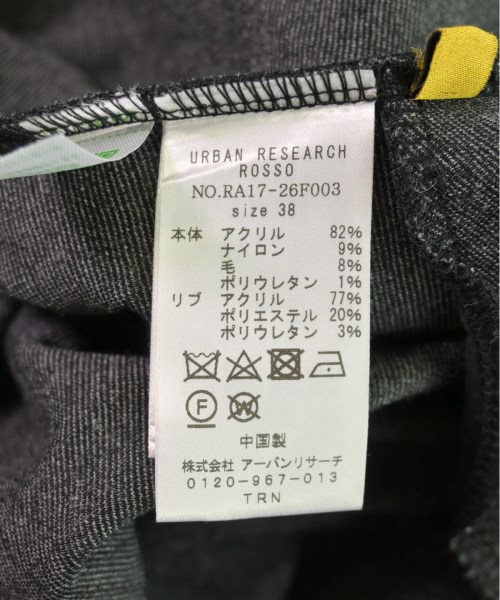 URBAN RESEARCH
ROSSO
NO.RA17-26F003
size 38
本体 アクリル 82%
ナイロン 9%
毛 8%
ポリウレタン 1%
リブ アクリル 77%
ポリエステル 20%
ポリウレタン 3%
F W
中国製
株式会社 アーバンリサーチ
0120-967-013
TRN